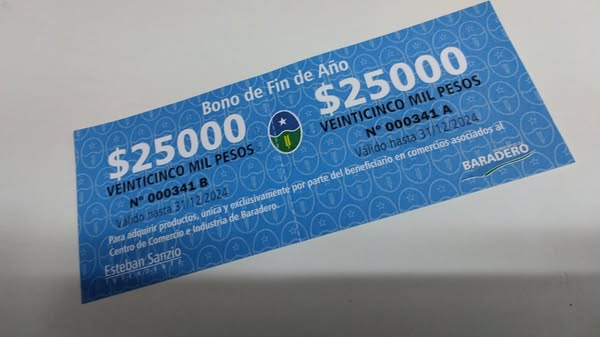 Bono de Fin de Año
$25000
VEINTICINCO MIL PESOS
N° 000341 B
Válido hasta 31/12/2024
$25000
VEINTICINCO MIL PESOS
N° 000341 A
Válido hasta 31/12/2024
Para adquirir productos, única y exclusivamente por parte del beneficiario en comercios asociados al
Centro de Comercio e Industria de Baradero.
Esteban Sanzio
INTENDENTE
BARADERO